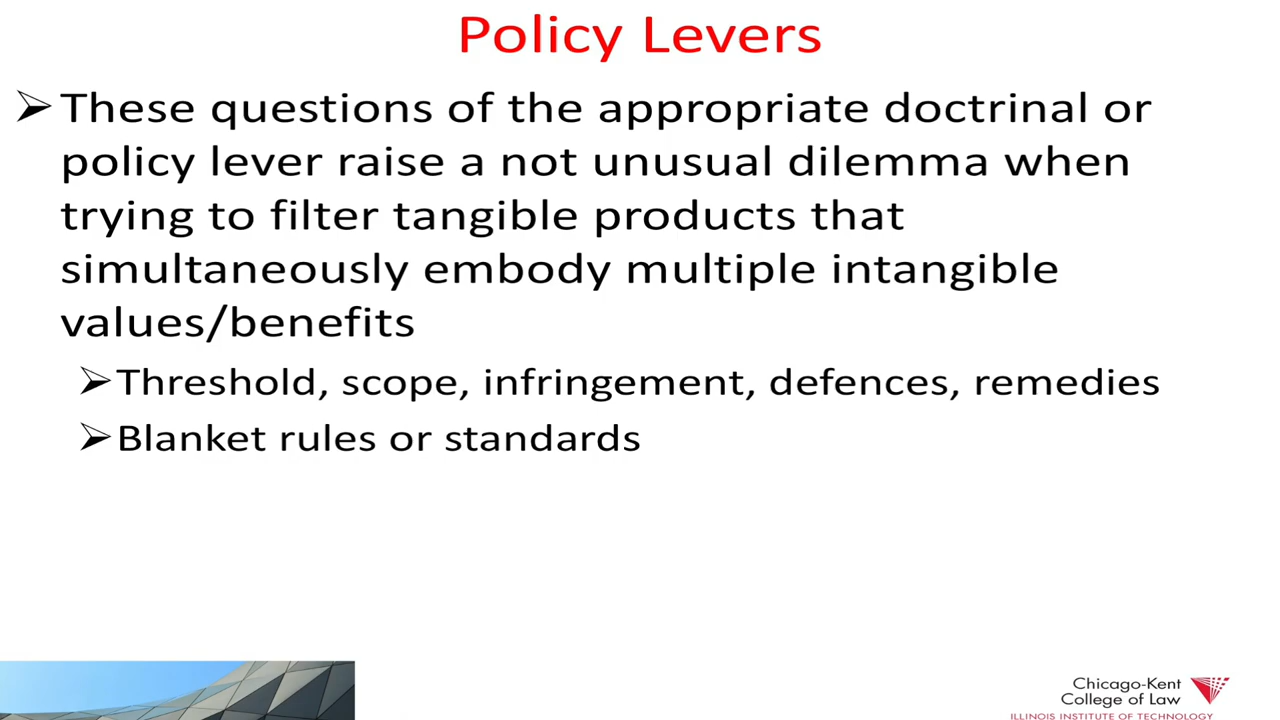 Policy Levers
➢These questions of the appropriate doctrinal or
policy lever raise a not unusual dilemma when
trying to filter tangible products that
simultaneously embody multiple intangible
values/benefits
➢Threshold, scope, infringement, defences, remedies
➢Blanket rules or standards
Chicago-Kent
College of Law
ILLINOIS INSTITUTE OF TECHNOLOGY